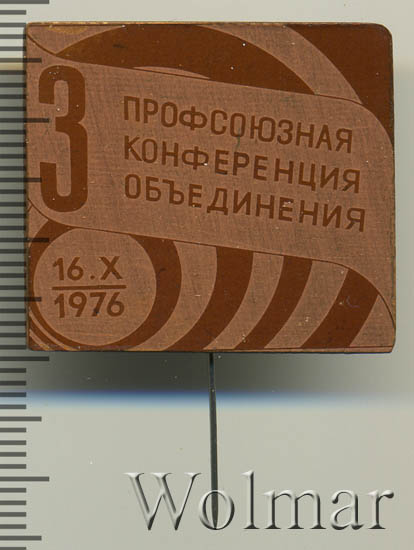 3
ПРОФСОЮЗНАЯ
КОНФЕРЕНЦИЯ
ОБЪЕДИНЕНИЯ
16.X
1976
Wolmar